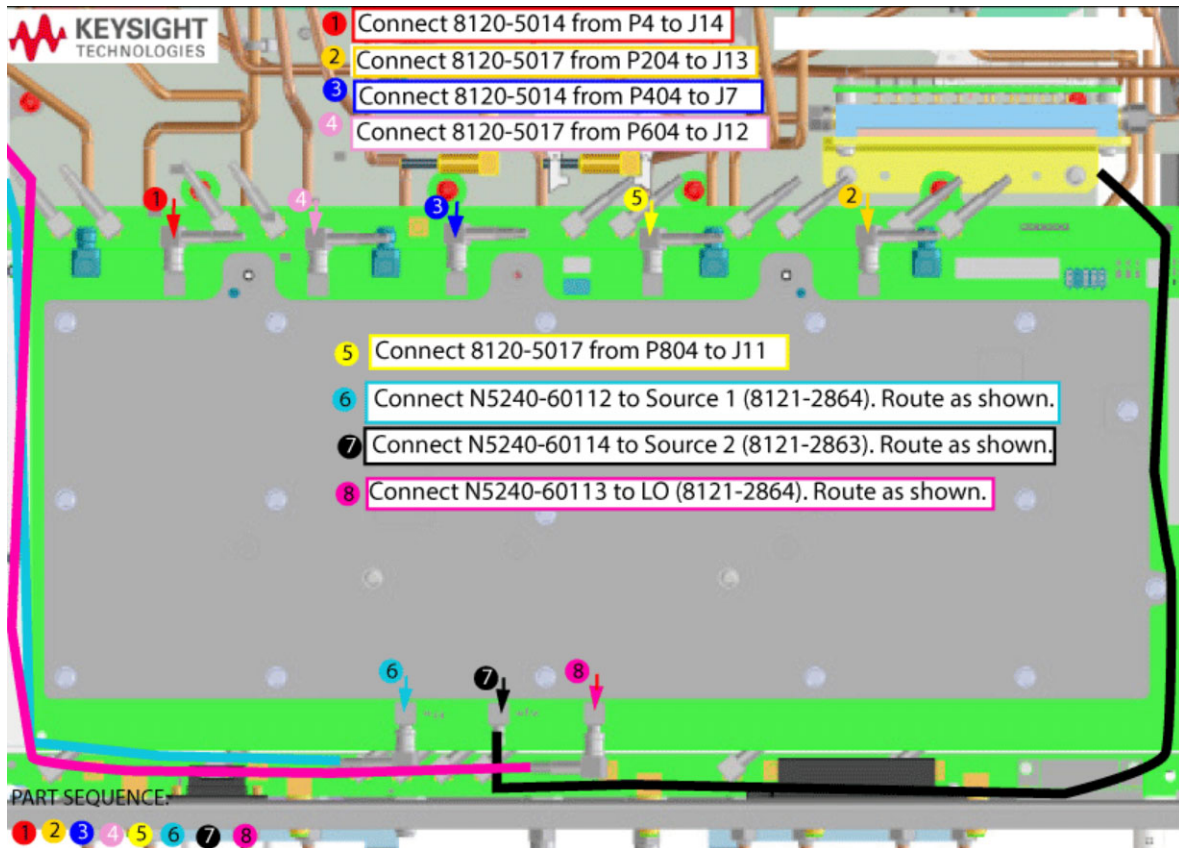 KEYSIGHT
TECHNOLOGIES
1 Connect 8120-5014 from P4 to J14
2 Connect 8120-5017 from P204 to J13
3 Connect 8120-5014 from P404 to J7
4 Connect 8120-5017 from P604 to J12
1
4
3
5
2
5 Connect 8120-5017 from P804 to J11
6 Connect N5240-60112 to Source 1 (8121-2864). Route as shown.
7 Connect N5240-60114 to Source 2 (8121-2863). Route as shown.
8 Connect N5240-60113 to LO (8121-2864). Route as shown.
6
7
8
PART SEQUENCE:
1 2 3 4 5 6 7 8